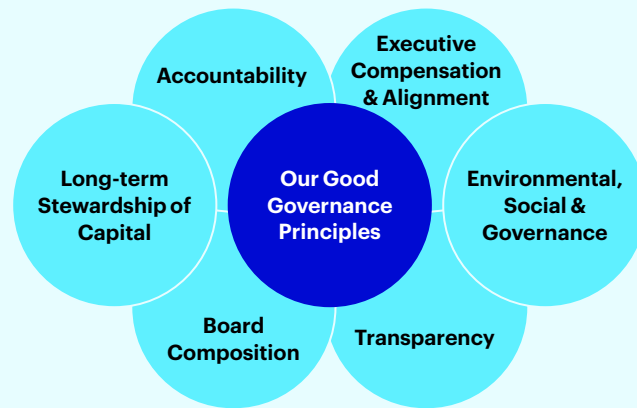 Accountability
Executive
Compensation
& Alignment
Long-term
Stewardship of
Capital
Our Good
Governance
Principles
Environmental,
Social &
Governance
Board
Composition
Transparency